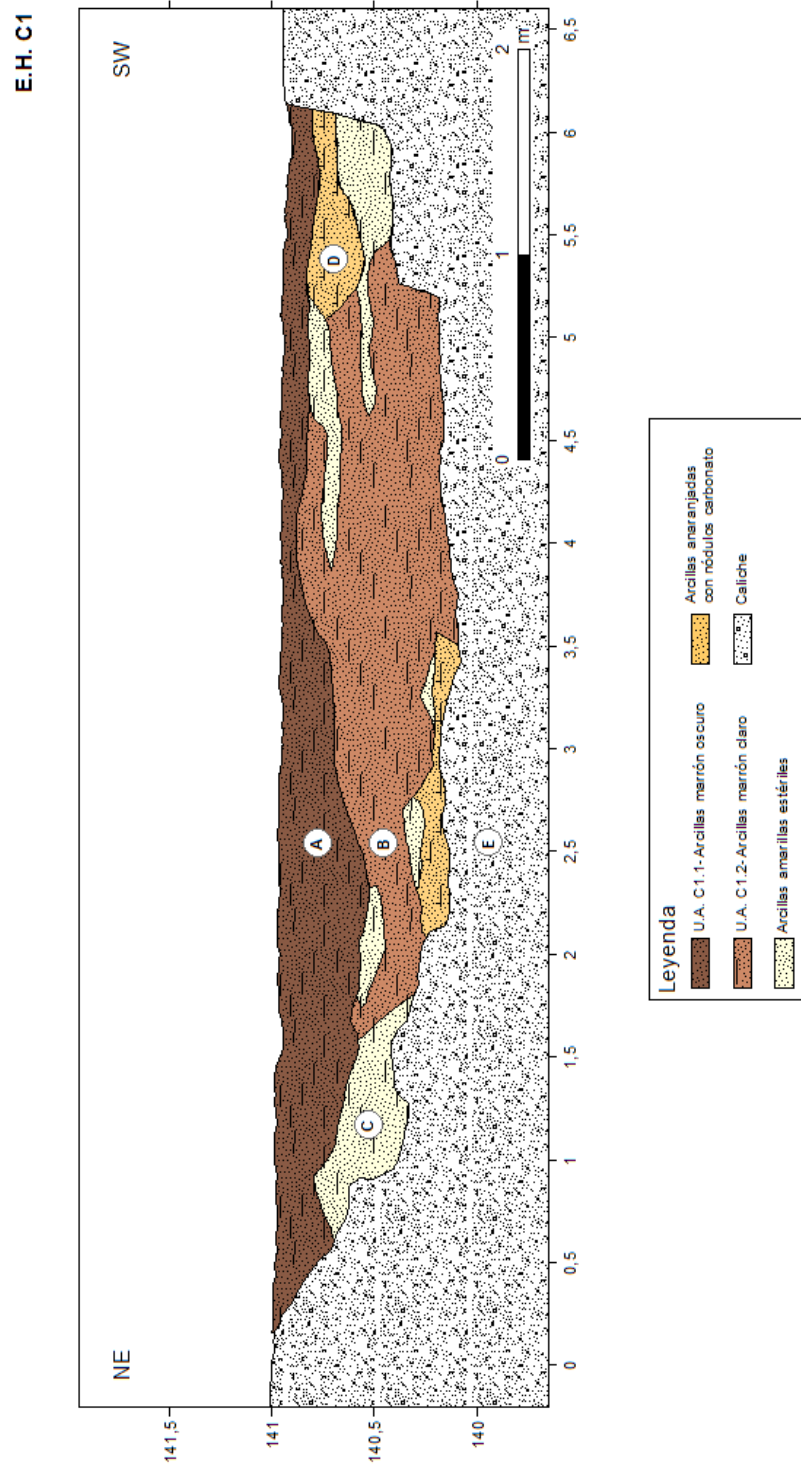 E.H. C1
NE
SW
141,5
141
140,5
140
A
B
C
D
E
0
1
2
m
0
0,5
1
1,5
2
2,5
3
3,5
4
4,5
5
5,5
6
6,5
Leyenda
U.A. C1.1-Arcillas marrón oscuro
U.A. C1.2-Arcillas marrón claro
Arcillas amarillas estériles
Arcillas anaranjadas
con nódulos carbonato
Caliche